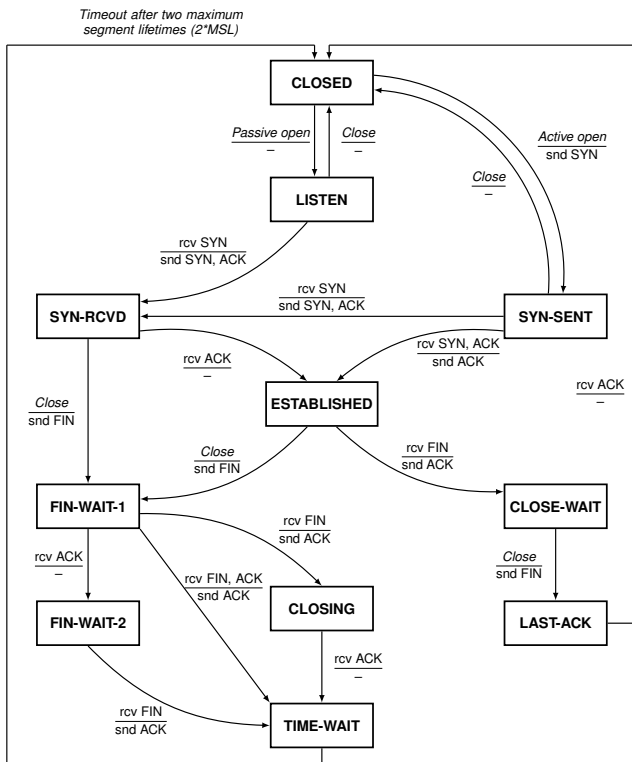 Timeout after two maximum
segment lifetimes (2*MSL)
CLOSED
Passive open
–
Close
–
Active open
snd SYN
Close
–
LISTEN
rcv SYN
snd SYN, ACK
rcv SYN
snd SYN, ACK
SYN-RCVD
SYN-SENT
rcv ACK
–
rcv SYN, ACK
snd ACK
rcv ACK
–
ESTABLISHED
Close
snd FIN
Close
snd FIN
rcv FIN
snd ACK
FIN-WAIT-1
CLOSE-WAIT
rcv FIN
snd ACK
rcv ACK
–
rcv FIN, ACK
snd ACK
Close
snd FIN
CLOSING
FIN-WAIT-2
LAST-ACK
rcv ACK
–
rcv FIN
snd ACK
TIME-WAIT